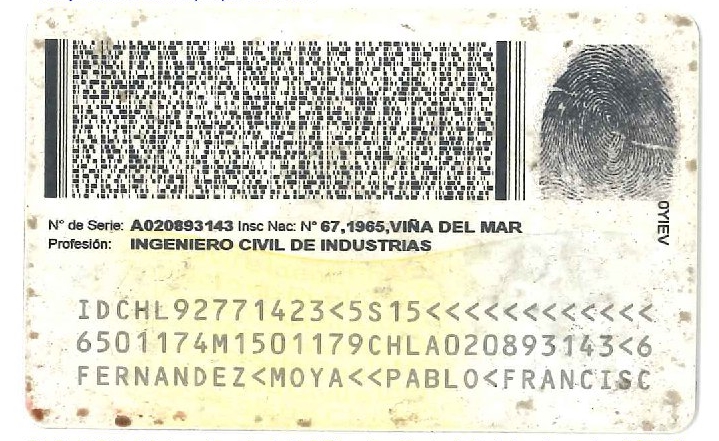 N° de Serie: A020893143 Insc Nac: N° 67,1965,VIÑA DEL MAR
Profesión: INGENIERO CIVIL DE INDUSTRIAS
0YIEV
IDCHL92771423<5S15<<<<<<<<<<<<
6501174M1501179CHLA020893143<6
FERNANDEZ<MOYA<<PABLO<FRANCISC